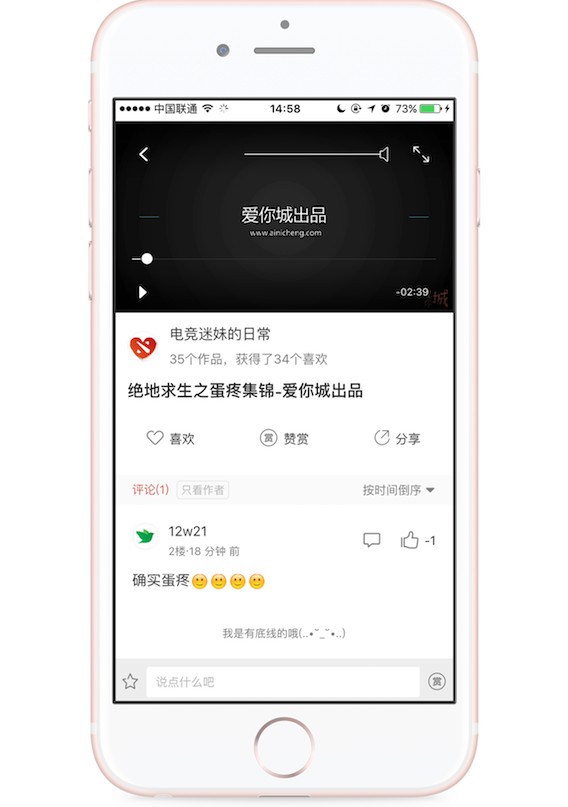 中国联通 14:58 73%
爱你城出品
www.ainicheng.com
-02:39
城
电竞迷妹的日常
35个作品，获得了34个喜欢
绝地求生之蛋疼集锦-爱你城出品
喜欢 赏 赞赏 分享
评论(1) 只看作者 按时间倒序
12w21
2楼·18 分钟 前
-1
确实蛋疼🙂🙂🙂🙂
我是有底线的哦(..•˘_˘•..)
说点什么吧 赏